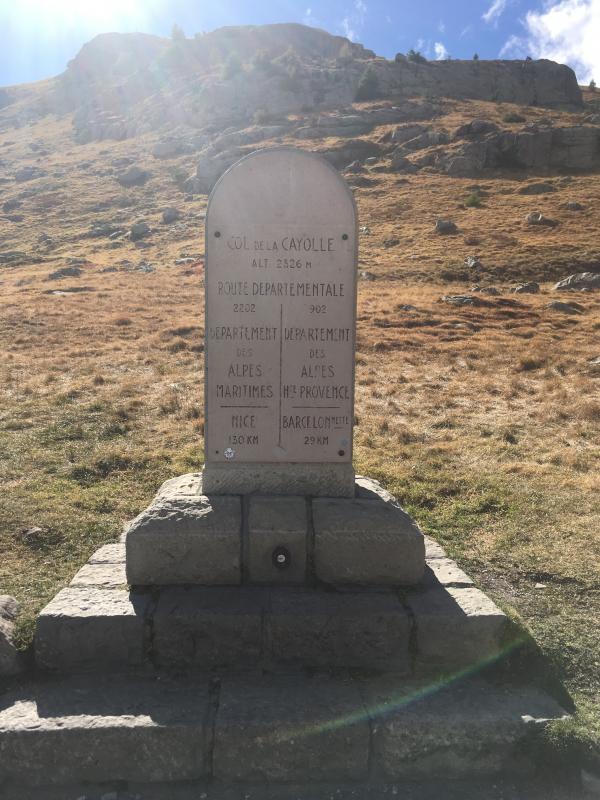 COL DE LA CAYOLLE
ALT. 2326 M
ROUTE DEPARTEMENTALE
2202 902
DEPARTEMENT DEPARTEMENT
DES DES
ALPES ALPES
MARITIMES HTE PROVENCE
NICE BARCELONNETTE
130 KM 29 KM